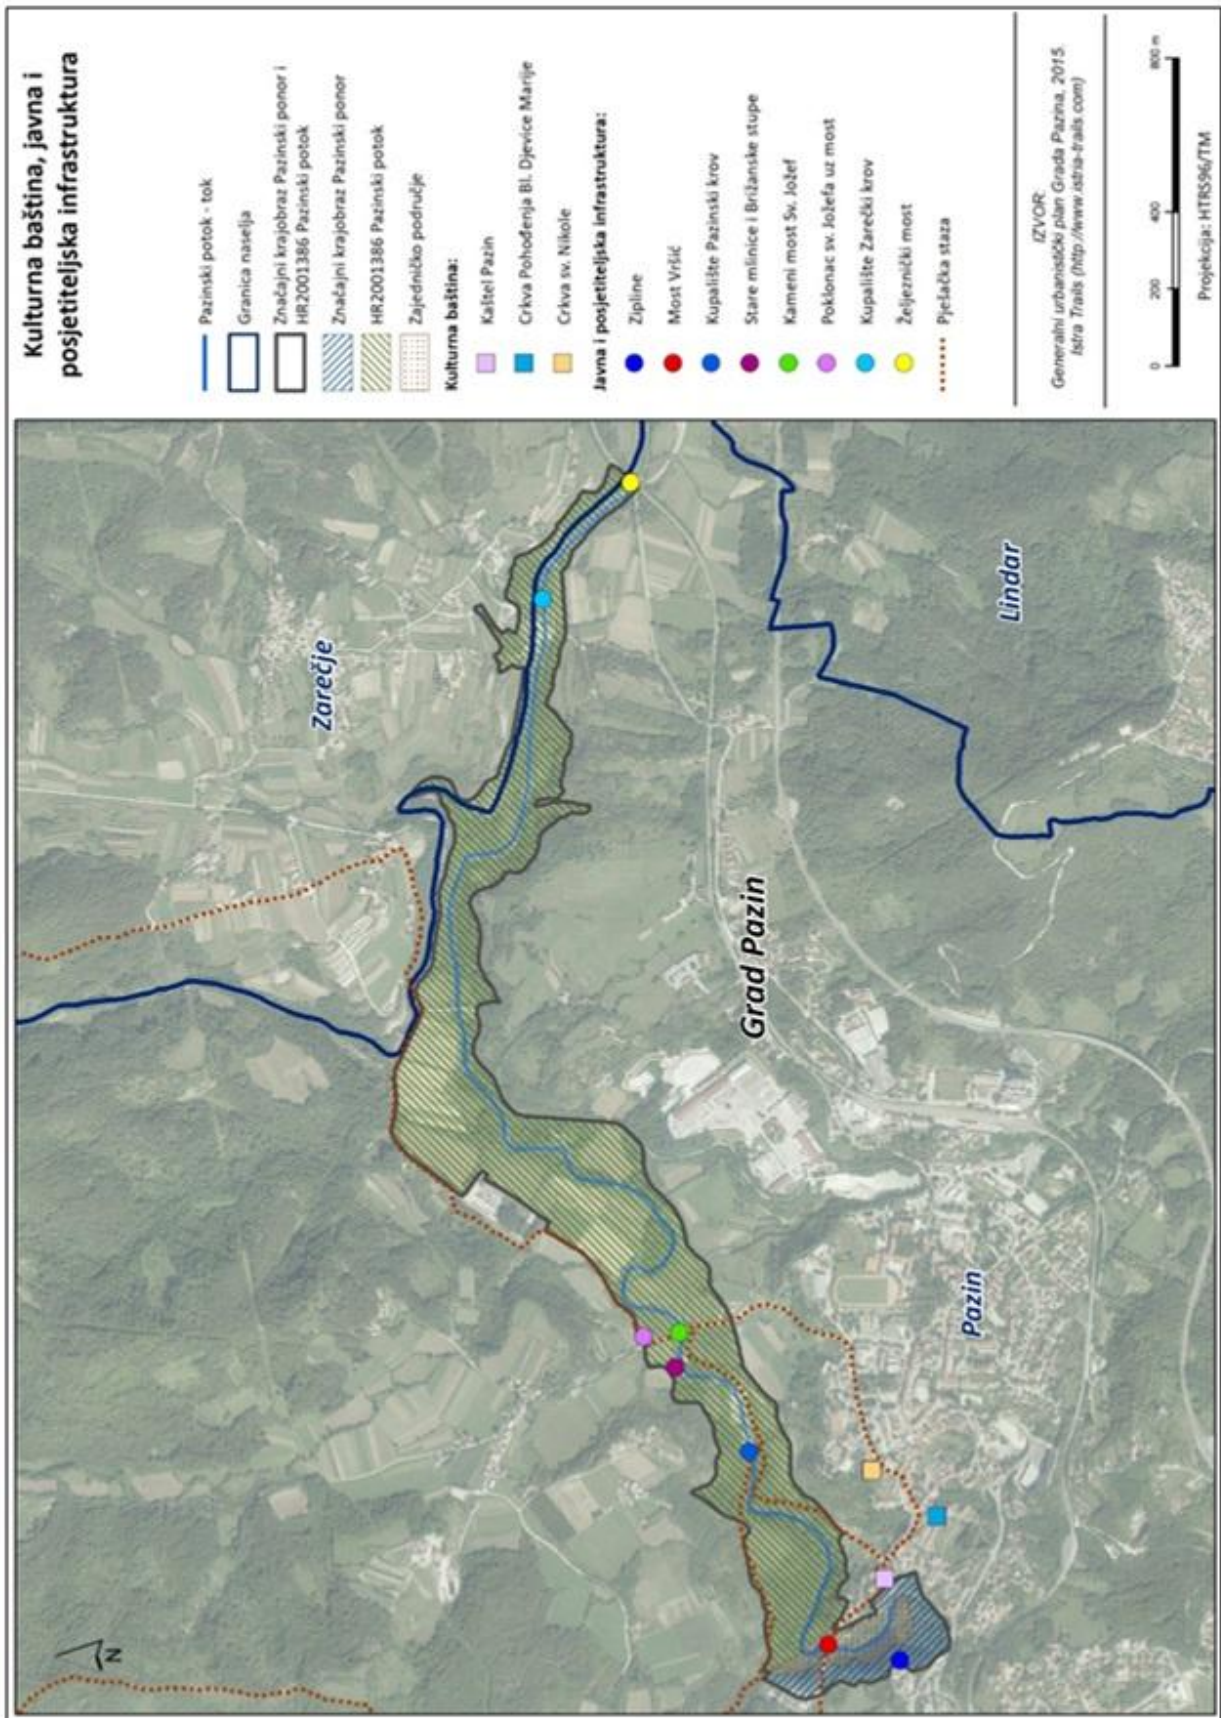 Kulturna baština, javna i
posjetiteljska infrastruktura
Pazinski potok - tok
Granica naselja
Značajni krajobraz Pazinski ponor i
HR2001386 Pazinski potok
Značajni krajobraz Pazinski ponor
HR2001386 Pazinski potok
Zajedničko područje
Kulturna baština:
Kaštel Pazin
Crkva Pohođenja Bl. Djevice Marije
Crkva sv. Nikole
Javna i posjetiteljska infrastruktura:
Zipline
Most Vršić
Kupalište Pazinski krov
Stare mlinice i Brižanske stupe
Kameni most Sv. Jožef
Poklonac sv. Jožefa uz most
Kupalište Zarečki krov
Željeznički most
Pješačka staza
IZVOR:
Generalni urbanistički plan Grada Pazina, 2015.
Istra Trails (http://www.istria-trails.com)
0 200 400 800 m
Projekcija: HTRS96/TM
N
Zarečje
Grad Pazin
Lindar
Pazin